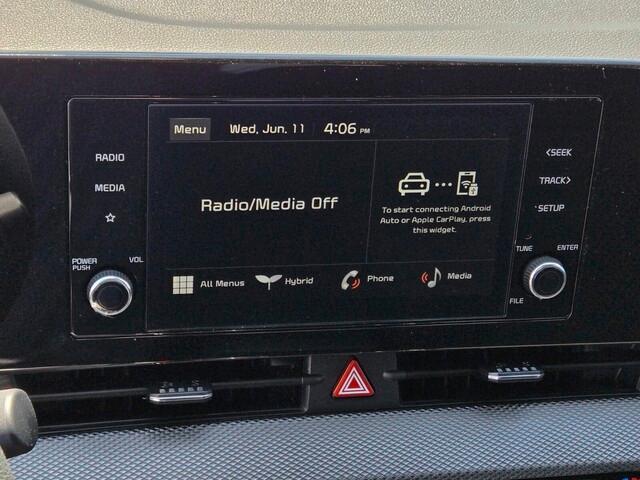 Menu Wed, Jun. 11 4:06 PM
RADIO
MEDIA
POWER
PUSH
VOL
Radio/Media Off
To start connecting Android
Auto or Apple CarPlay, press
this widget.
All Menus
Hybrid
Phone
Media
<SEEK
TRACK>
SETUP
TUNE
ENTER
FILE